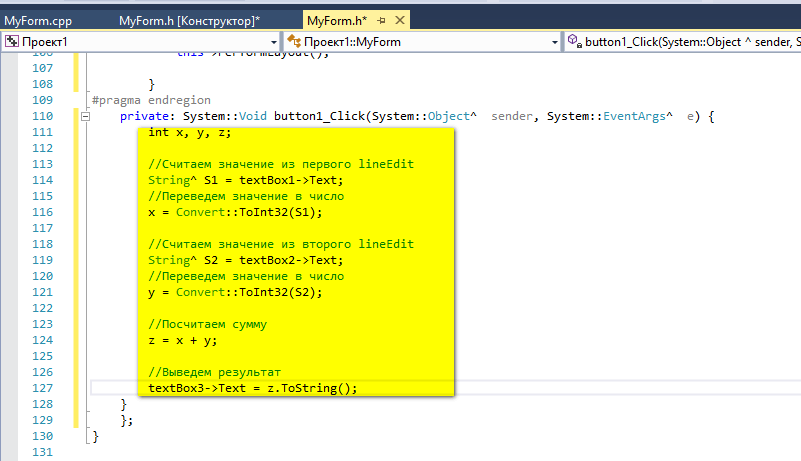 MyForm.cpp MyForm.h [Конструктор]* MyForm.h*
Проект1 Проект1::MyForm button1_Click(System::Object ^ sender, S
107
108 }
109 #pragma endregion
110 private: System::Void button1_Click(System::Object^ sender, System::EventArgs^ e) {
111 int x, y, z;
112
113 //Считаем значение из первого lineEdit
114 String^ S1 = textBox1->Text;
115 //Переведем значение в число
116 x = Convert::ToInt32(S1);
117
118 //Считаем значение из второго lineEdit
119 String^ S2 = textBox2->Text;
120 //Переведем значение в число
121 y = Convert::ToInt32(S2);
122
123 //Посчитаем сумму
124 z = x + y;
125
126 //Выведем результат
127 textBox3->Text = z.ToString();
128 }
129 };
130 }
131